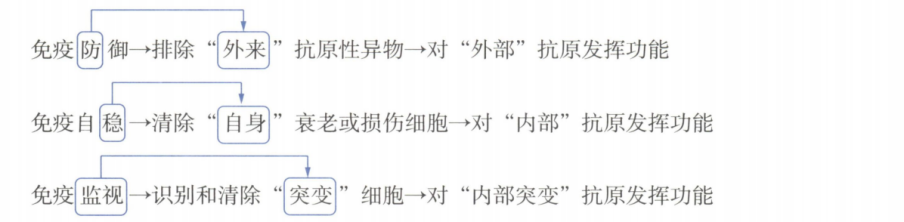 免疫防御→排除“外来”抗原性异物→对“外部”抗原发挥功能
免疫自稳→清除“自身”衰老或损伤细胞→对“内部”抗原发挥功能
免疫监视→识别和清除“突变”细胞→对“内部突变”抗原发挥功能